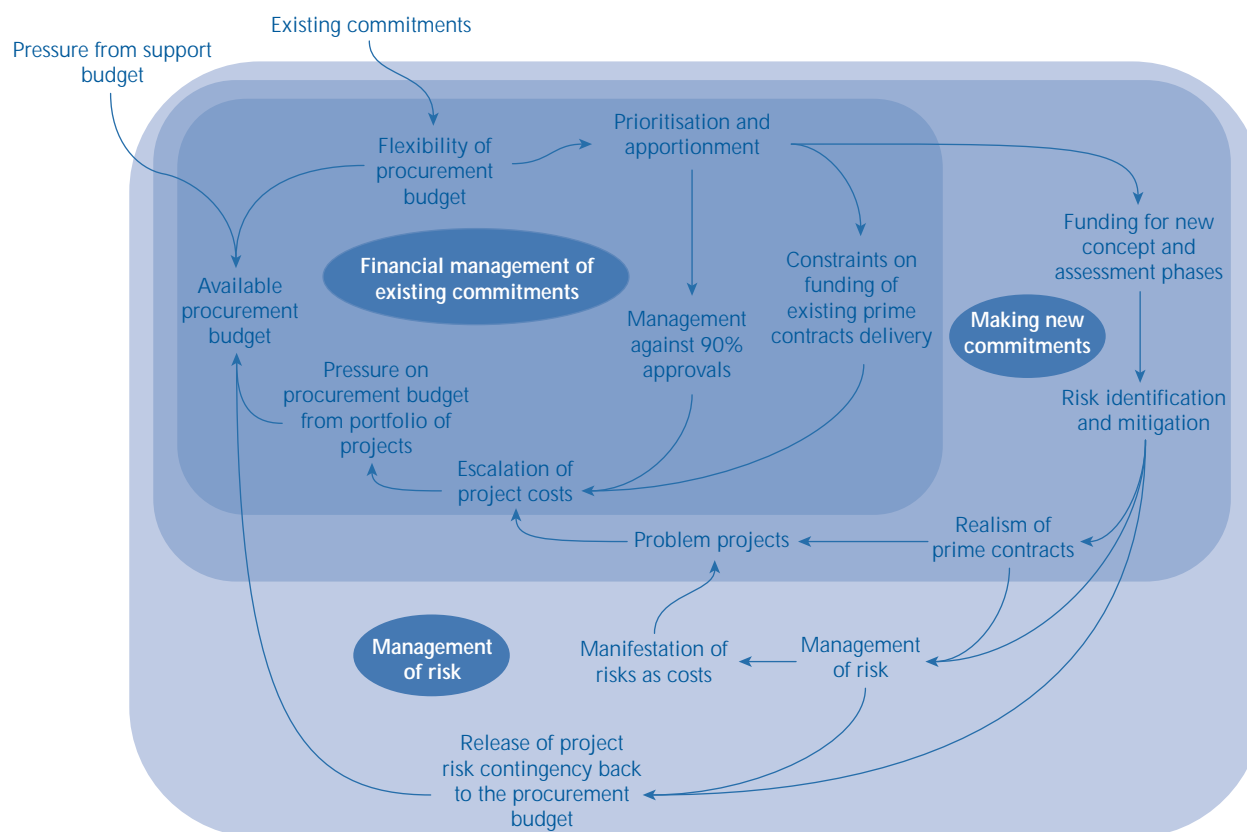 Existing commitments
Pressure from support
budget
Prioritisation and
apportionment
Flexibility of
procurement
budget
Funding for new
concept and
assessment phases
Financial management of
existing commitments
Constraints on
funding of
existing prime
contracts delivery
Available
procurement
budget
Making new
commitments
Management
against 90%
approvals
Pressure on
procurement budget
from portfolio of
projects
Risk identification
and mitigation
Escalation of
project costs
Problem projects
Realism of
prime contracts
Management
of risk
Manifestation of
risks as costs
Management
of risk
Release of project
risk contingency back
to the procurement
budget